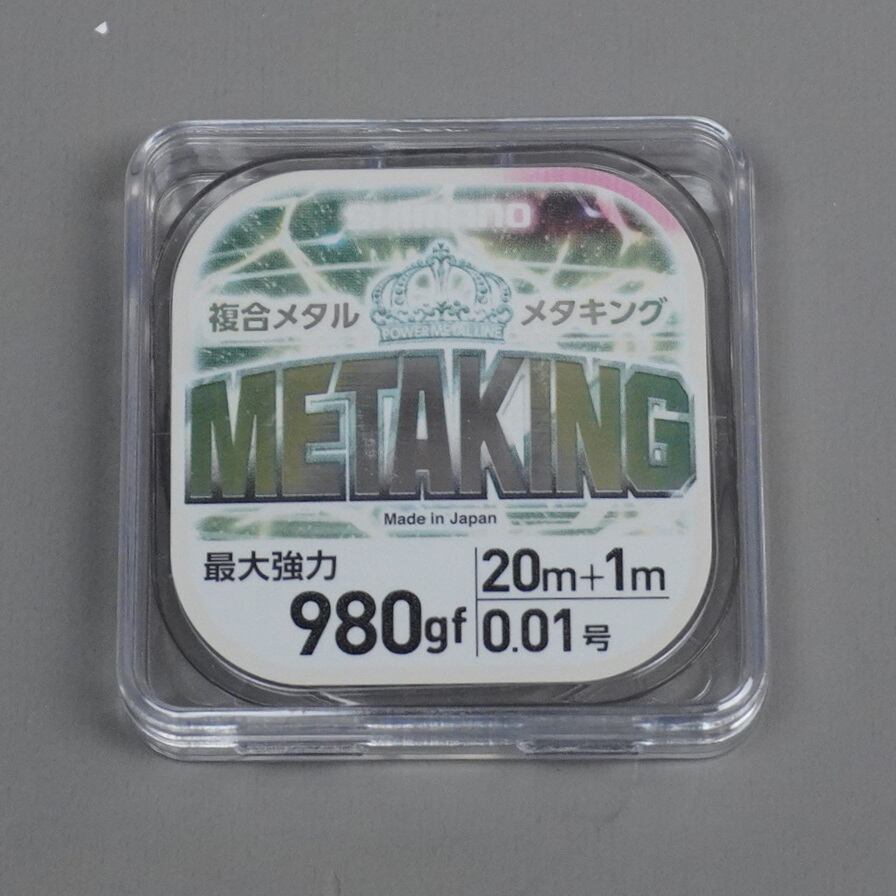 SHIMANO
複合メタル
メタキング
POWER METAL LINE
METAKING
Made in Japan
最大強力
980gf
20m+1m
0.01号